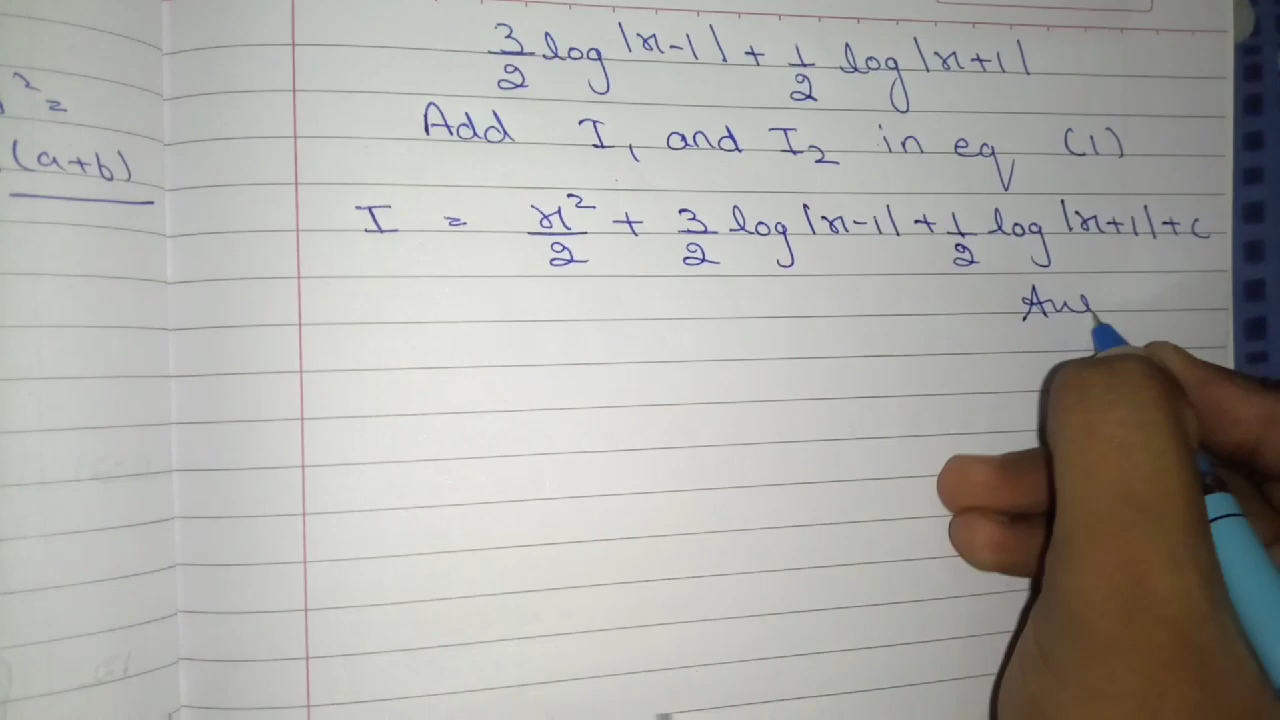 ² =
(a+b)
3/2 log |x-1| + 1/2 log |x+1|
Add I₁ and I₂ in eq (1)
I = x²/2 + 3/2 log |x-1| + 1/2 log |x+1| + c
Ans